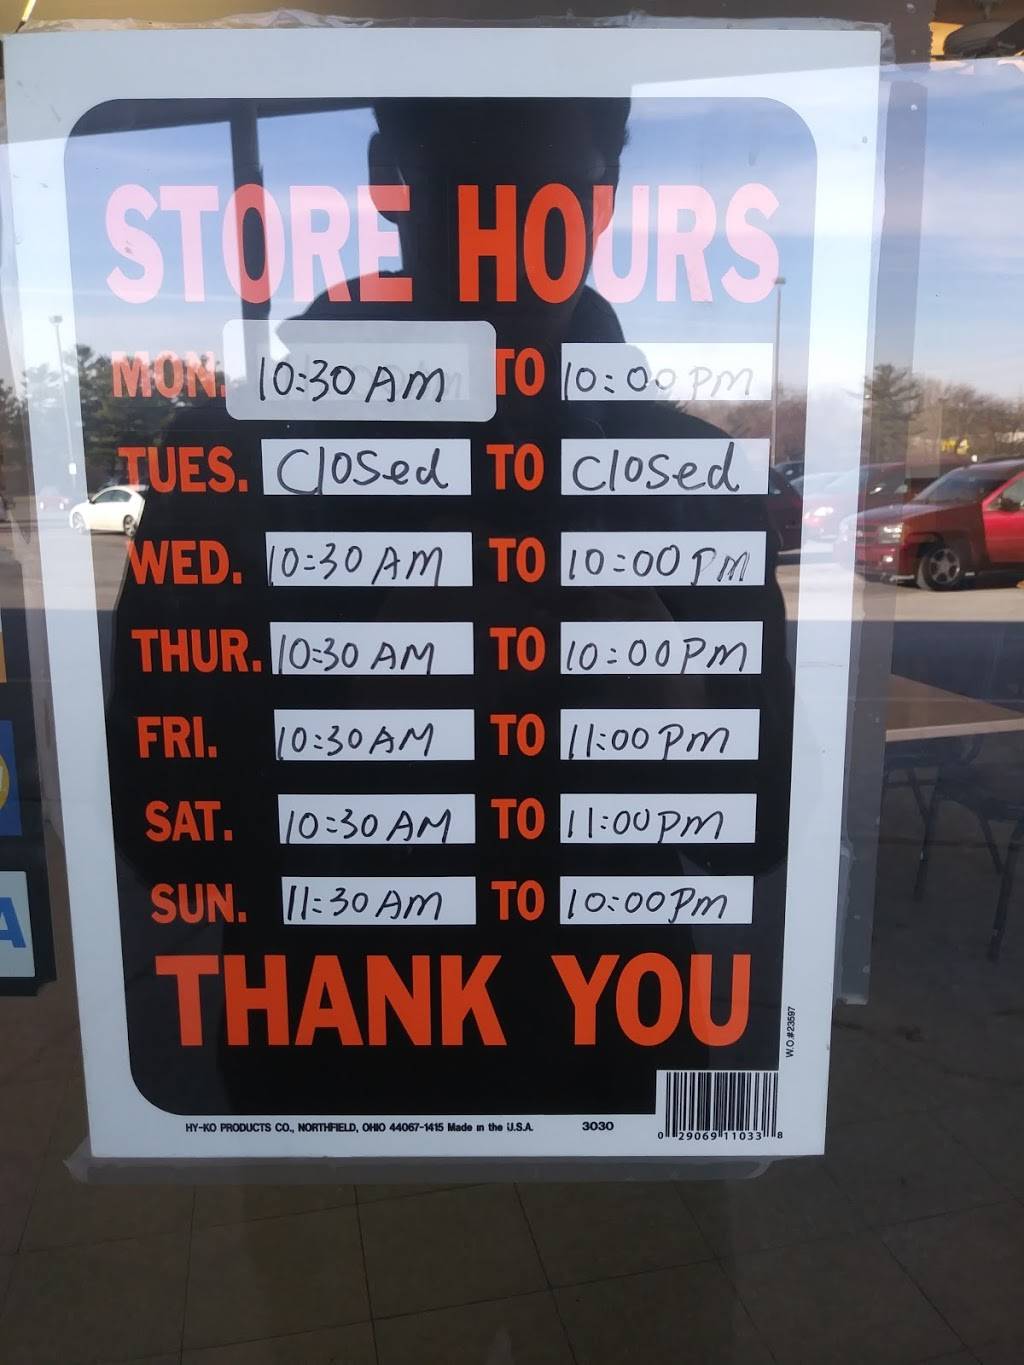 STORE HOURS
MON. 10:30 AM TO 10:00 PM
TUES. Closed TO Closed
WED. 10:30 AM TO 10:00 PM
THUR. 10:30 AM TO 10:00 PM
FRI. 10:30 AM TO 11:00 Pm
SAT. 10:30 AM TO 11:00 pm
SUN. 11:30 AM TO 10:00 Pm
THANK YOU
W.O.#23597
HY-KO PRODUCTS CO., NORTHFIELD, OHIO 44067-1415 Made in the U.S.A. 3030
0 29069 11033 8
A